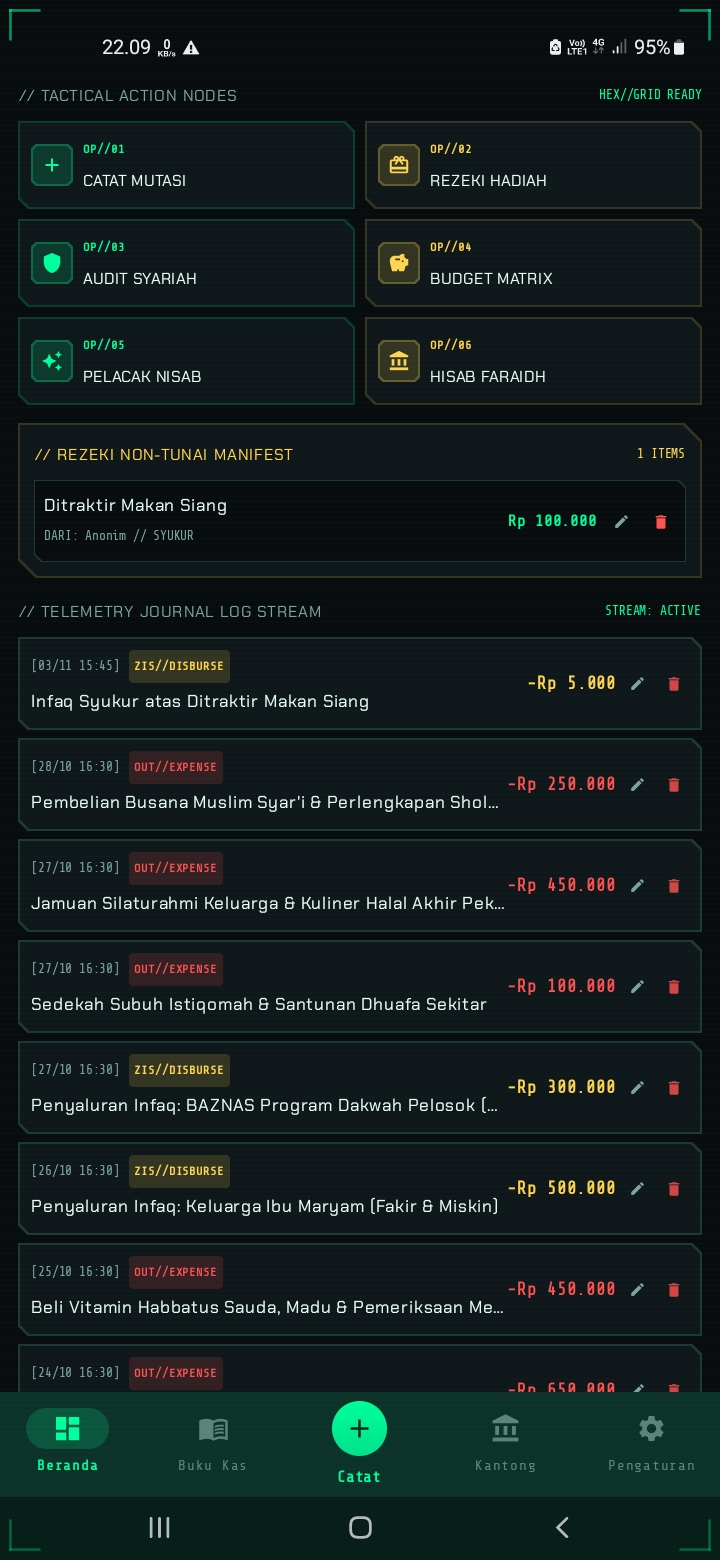 22.09 0 KB/s Vo)) LTE1 4G 95%
// TACTICAL ACTION NODES HEX//GRID READY
OP//01
CATAT MUTASI
OP//02
REZEKI HADIAH
OP//03
AUDIT SYARIAH
OP//04
BUDGET MATRIX
OP//05
PELACAK NISAB
OP//06
HISAB FARAIDH
// REZEKI NON-TUNAI MANIFEST 1 ITEMS
Ditraktir Makan Siang
Rp 100.000
DARI: Anonim // SYUKUR
// TELEMETRY JOURNAL LOG STREAM STREAM: ACTIVE
[03/11 15:45] ZIS//DISBURSE
-Rp 5.000
Infaq Syukur atas Ditraktir Makan Siang
[28/10 16:30] OUT//EXPENSE
-Rp 250.000
Pembelian Busana Muslim Syar'i & Perlengkapan Shol...
[27/10 16:30] OUT//EXPENSE
-Rp 450.000
Jamuan Silaturahmi Keluarga & Kuliner Halal Akhir Pek...
[27/10 16:30] OUT//EXPENSE
-Rp 100.000
Sedekah Subuh Istiqomah & Santunan Dhuafa Sekitar
[27/10 16:30] ZIS//DISBURSE
-Rp 300.000
Penyaluran Infaq: BAZNAS Program Dakwah Pelosok (...
[26/10 16:30] ZIS//DISBURSE
-Rp 500.000
Penyaluran Infaq: Keluarga Ibu Maryam (Fakir & Miskin)
[25/10 16:30] OUT//EXPENSE
-Rp 450.000
Beli Vitamin Habbatus Sauda, Madu & Pemeriksaan Me...
[24/10 16:30] OUT//EXPENSE
-Rp 650.000
Beranda
Buku Kas
Catat
Kantong
Pengaturan